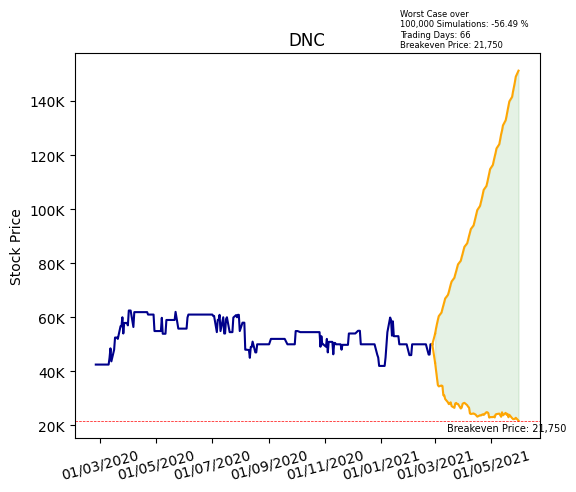 Worst Case over
100,000 Simulations: -56.49 %
Trading Days: 66
Breakeven Price: 21,750
DNC
Stock Price
140K
120K
100K
80K
60K
40K
20K
Breakeven Price: 21,750
01/03/2020
01/05/2020
01/07/2020
01/09/2020
01/11/2020
01/01/2021
01/03/2021
01/05/2021